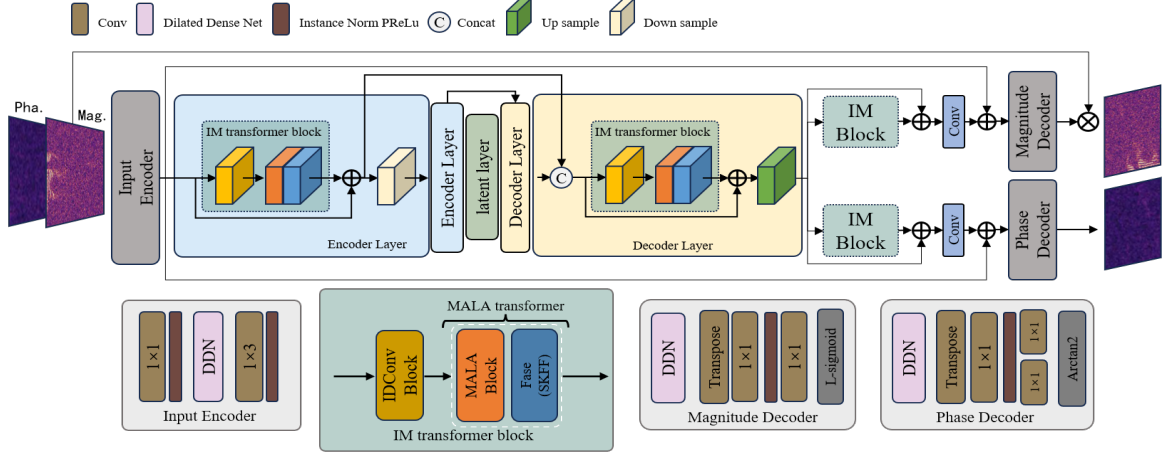 Conv Dilated Dense Net Instance Norm PReLu C Concat Up sample Down sample
Pha.
Mag.
Input Encoder
IM transformer block
Encoder Layer
Encoder Layer
latent layer
Decoder Layer
C
IM transformer block
Decoder Layer
IM
Block
Conv
Magnitude
Decoder
IM
Block
Conv
Phase
Decoder
1×1
DDN
1×3
Input Encoder
MALA transformer
IDConv
Block
MALA
Block
Fase
(SKFF)
IM transformer block
DDN
Transpose
1×1
1×1
L-sigmoid
Magnitude Decoder
DDN
Transpose
1×1
1×1
1×1
Arctan2
Phase Decoder